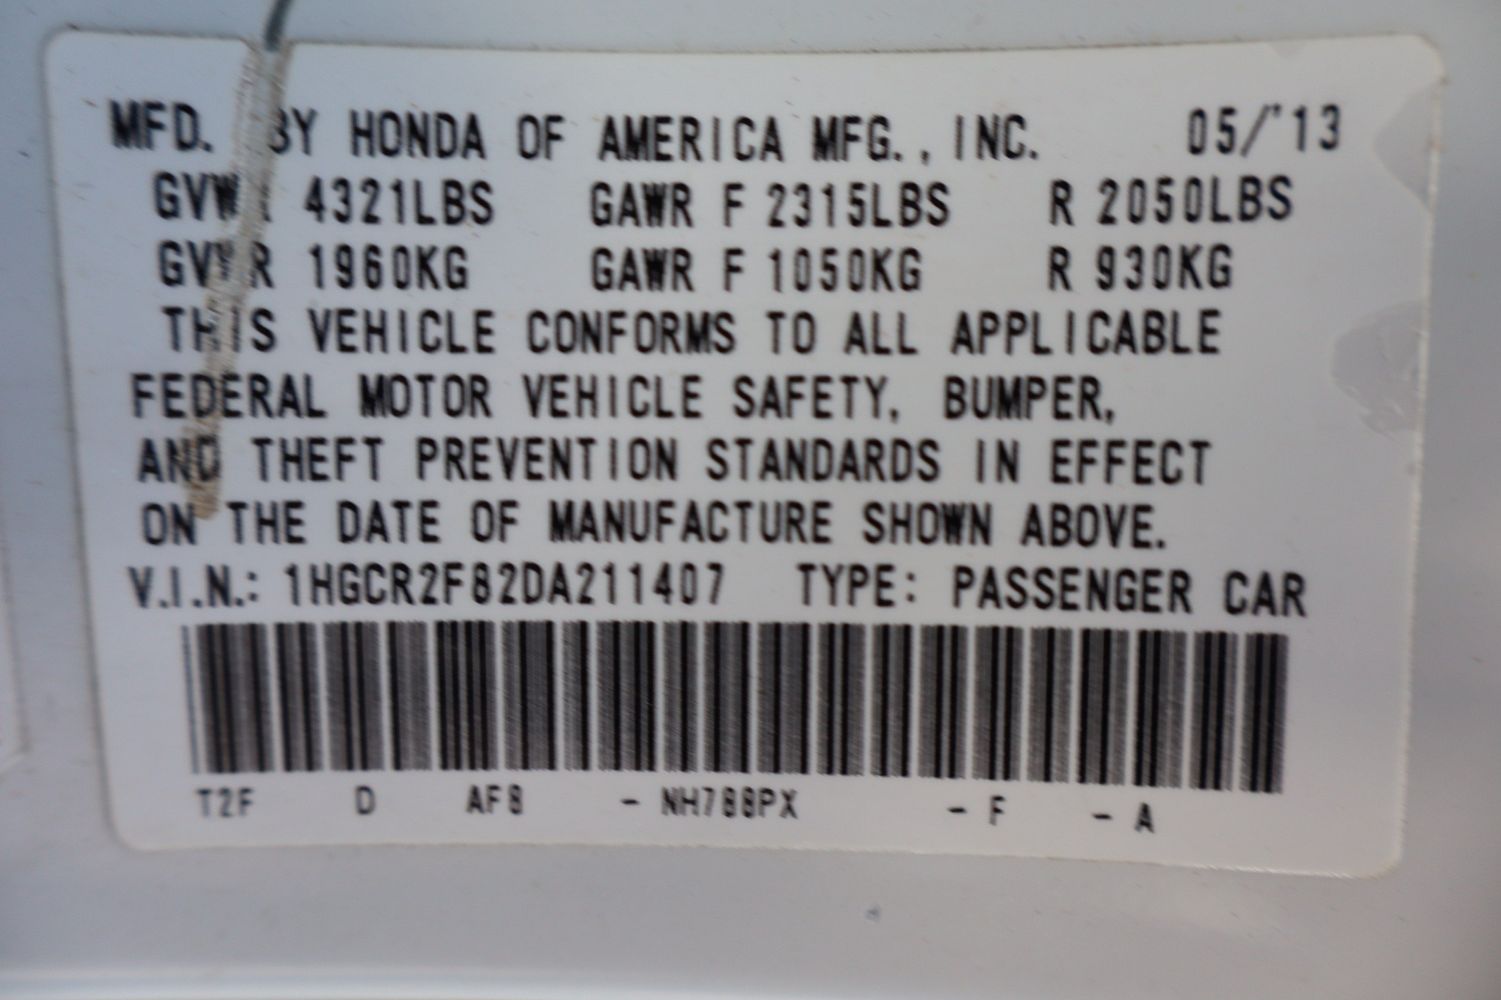 MFD. BY HONDA OF AMERICA MFG., INC. 05/'13
GVWR 4321LBS GAWR F 2315LBS R 2050LBS
GVWR 1960KG GAWR F 1050KG R 930KG
THIS VEHICLE CONFORMS TO ALL APPLICABLE
FEDERAL MOTOR VEHICLE SAFETY, BUMPER,
AND THEFT PREVENTION STANDARDS IN EFFECT
ON THE DATE OF MANUFACTURE SHOWN ABOVE.
V.I.N.: 1HGCR2F82DA211407 TYPE: PASSENGER CAR
T2F D AF8 - NH788PX - F - A